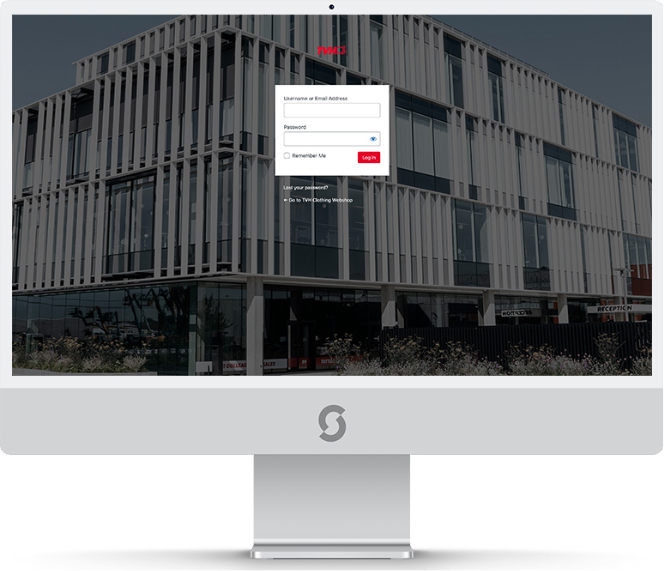 TVH
Username or Email Address
Password
Remember Me
Log In
Lost your password?
← Go to TVH Clothing Webshop
RECEPTION